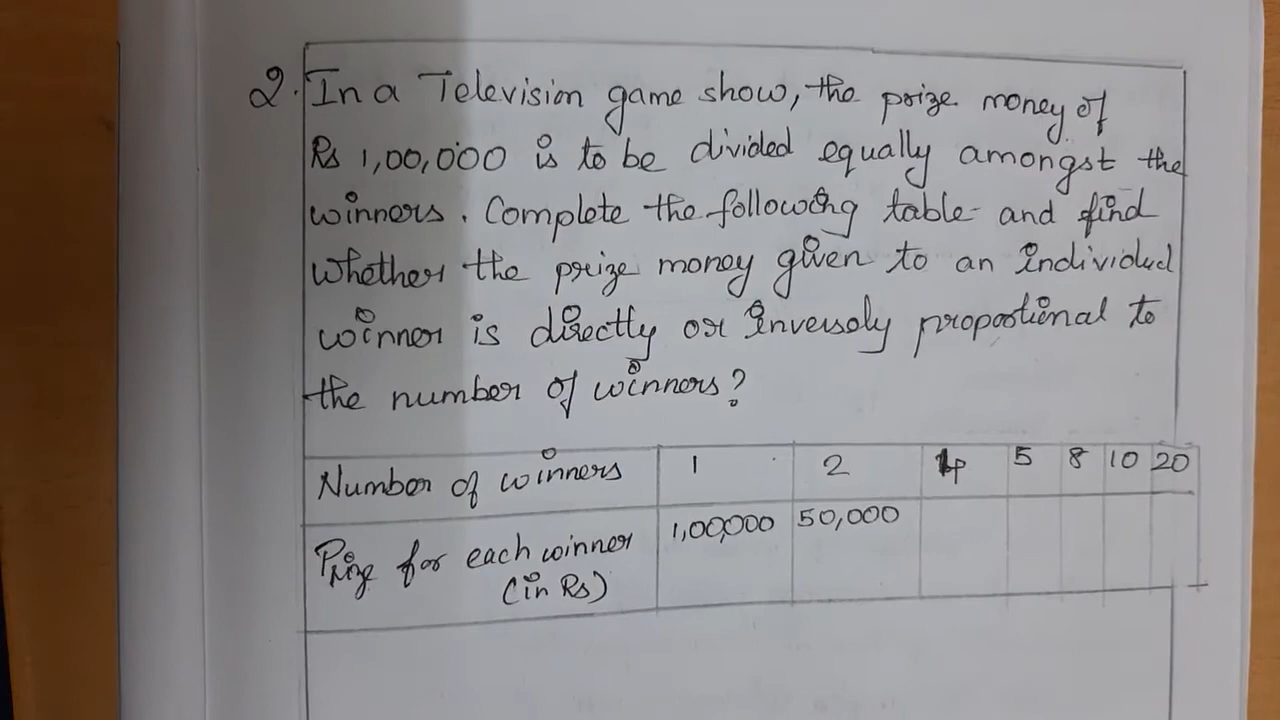 2. In a Television game show, the prize money of
Rs 1,00,000 is to be divided equally amongst the
winners. Complete the following table and find
whether the prize money given to an individual
winner is directly or inversely proportional to
the number of winners?
Number of winners 1 2 4 5 8 10 20
Prize for each winner (in Rs) 1,00,000 50,000